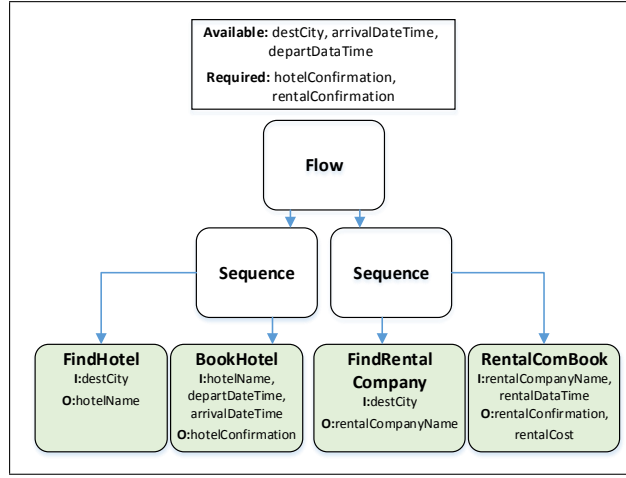 Available: destCity, arrivalDateTime,
departDataTime
Required: hotelConfirmation,
rentalConfirmation
Flow
Sequence
Sequence
FindHotel
I:destCity
O:hotelName
BookHotel
I:hotelName,
departDateTime,
arrivalDateTime
O:hotelConfirmation
FindRental
Company
I:destCity
O:rentalCompanyName
RentalComBook
I:rentalCompanyName,
rentalDataTime
O:rentalConfirmation,
rentalCost